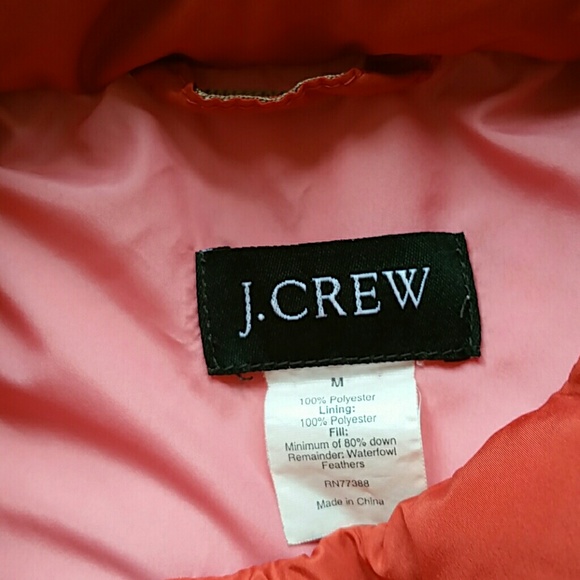 J.CREW
M
100% Polyester
Lining:
100% Polyester
Fill:
Minimum of 80% down
Remainder: Waterfowl
Feathers
RN77388
Made in China